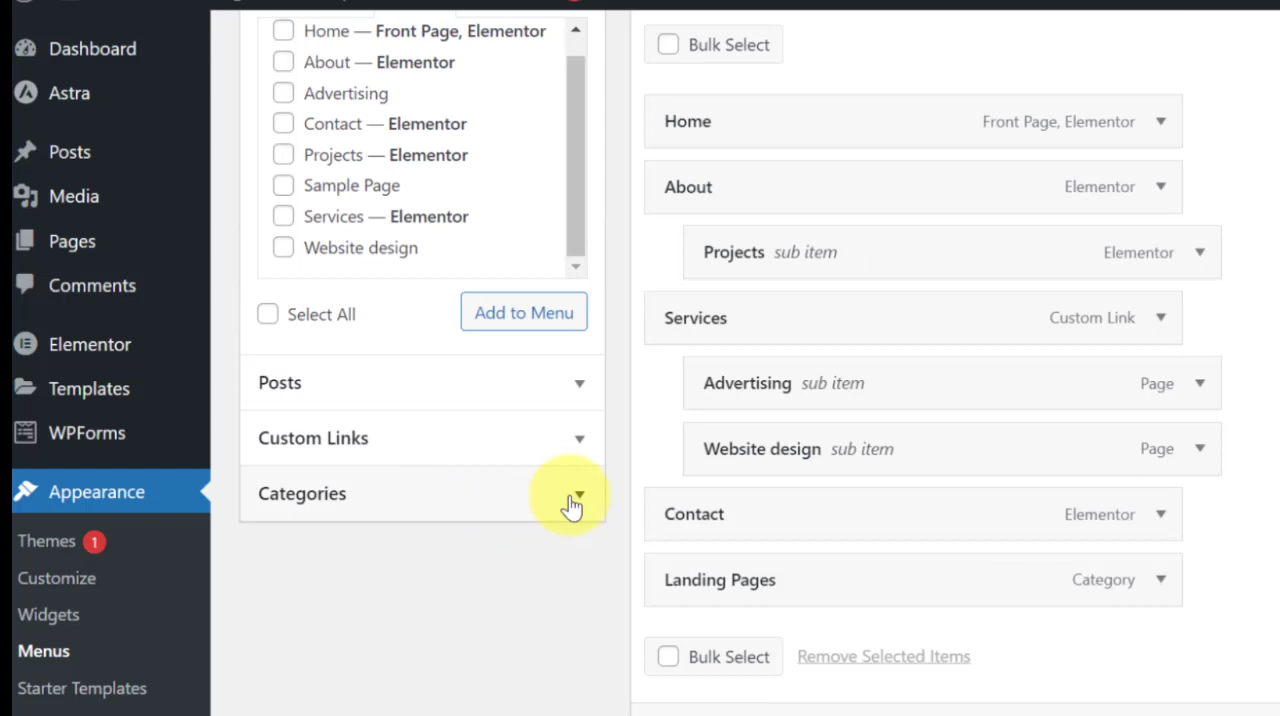 Dashboard
Astra
Posts
Media
Pages
Comments
Elementor
Templates
WPForms
Appearance
Themes 1
Customize
Widgets
Menus
Starter Templates
Home — Front Page, Elementor
About — Elementor
Advertising
Contact — Elementor
Projects — Elementor
Sample Page
Services — Elementor
Website design
Select All
Add to Menu
Posts
Custom Links
Categories
Bulk Select
Home Front Page, Elementor
About Elementor
Projects sub item Elementor
Services Custom Link
Advertising sub item Page
Website design sub item Page
Contact Elementor
Landing Pages Category
Bulk Select Remove Selected Items